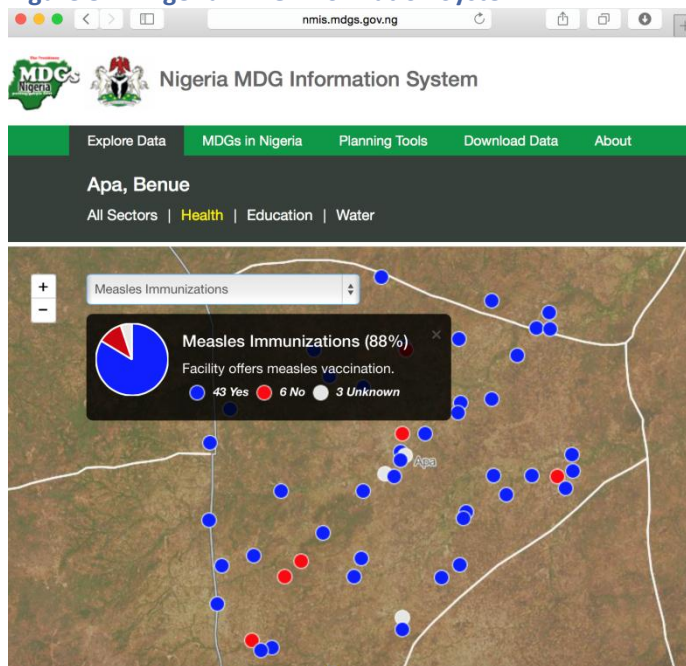 nmis.mdgs.gov.ng
MDGs
Nigeria
Nigeria MDG Information System
Explore Data MDGs in Nigeria Planning Tools Download Data About
Apa, Benue
All Sectors | Health | Education | Water
+
Measles Immunizations
−
Measles Immunizations (88%) ×
Facility offers measles vaccination.
43 Yes 6 No 3 Unknown
Apa